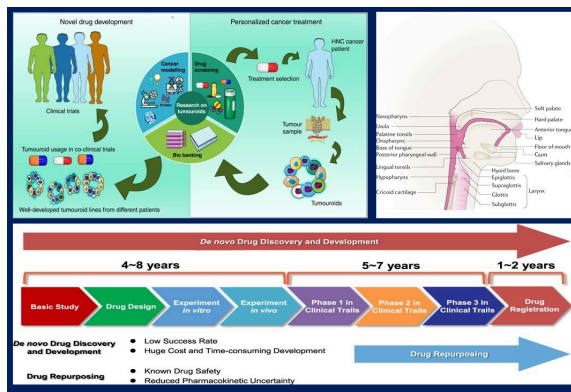 Novel drug development
Personalized cancer treatment
Cancer
modelling
Drug
screening
HNC cancer
patient
Treatment selection
Clinical trials
Research on
tumouroids
Tumour
sample
Tumouroid usage in co-clinical trials
Bio banking
Tumouroids
Well-developed tumouroid lines from different patients
Nasopharynx
Uvula
Palatine tonsils
Oropharynx
Base of tongue
Posterior pharyngeal wall
Lingual tonsils
Hypopharynx
Cricoid cartilage
Soft palate
Hard palate
Anterior tongue
Lip
Floor of mouth
Gum
Salivary glands
Hyoid bone
Epiglottis
Supraglottis
Glottis
Subglottis
Larynx
De novo Drug Discovery and Development
4~8 years
5~7 years
1~2 years
Basic Study
Drug Design
Experiment
in vitro
Experiment
in vivo
Phase 1 in
Clinical Trails
Phase 2 in
Clinical Trails
Phase 3 in
Clinical Trails
Drug
Registration
De novo Drug Discovery
and Development
● Low Success Rate
● Huge Cost and Time-consuming Development
Drug Repurposing
Drug Repurposing
● Known Drug Safety
● Reduced Pharmacokinetic Uncertainty